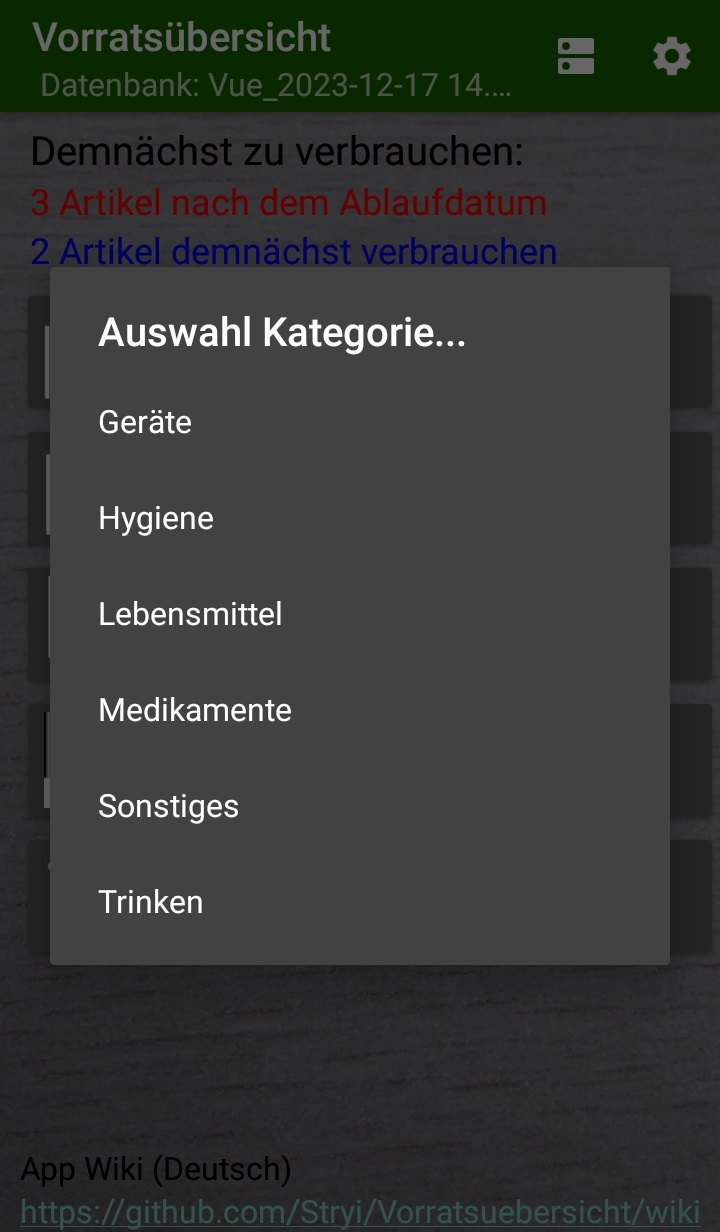 Vorratsübersicht
Datenbank: Vue_2023-12-17 14....
Demnächst zu verbrauchen:
3 Artikel nach dem Ablaufdatum
2 Artikel demnächst verbrauchen
Auswahl Kategorie...
Geräte
Hygiene
Lebensmittel
Medikamente
Sonstiges
Trinken
App Wiki (Deutsch)
https://github.com/Stryi/Vorratsuebersicht/wiki